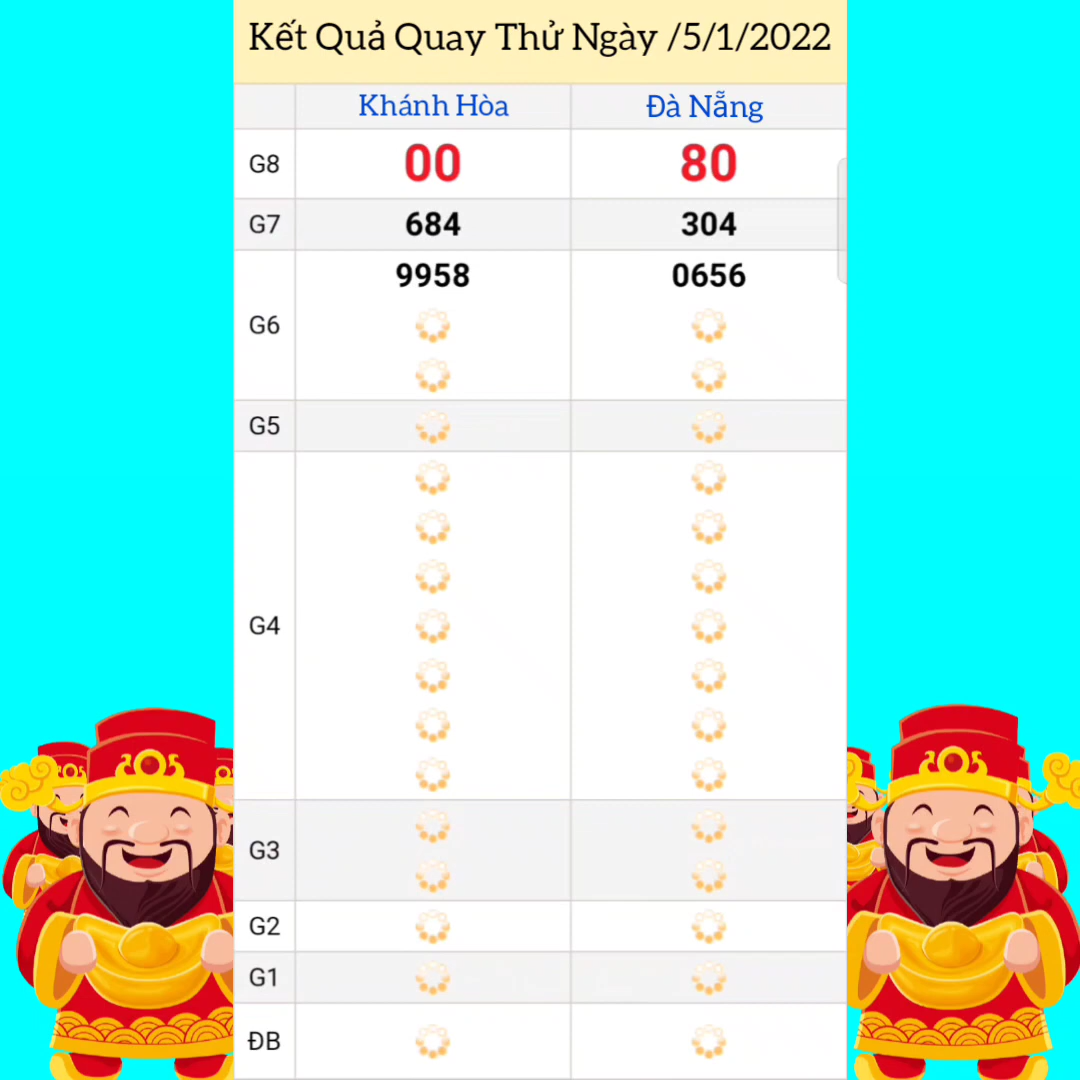 Kết Quả Quay Thử Ngày /5/1/2022
Khánh Hòa Đà Nẵng
G8 00 80
G7 684 304
9958 0656
G6
G5
G4
G3
G2
G1
ĐB